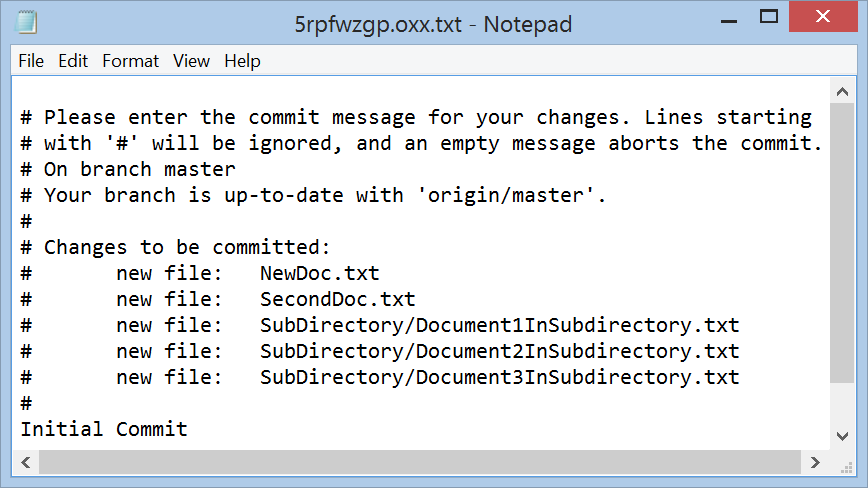 5rpfwzgp.oxx.txt - Notepad
File Edit Format View Help
# Please enter the commit message for your changes. Lines starting
# with '#' will be ignored, and an empty message aborts the commit.
# On branch master
# Your branch is up-to-date with 'origin/master'.
#
# Changes to be committed:
#       new file:   NewDoc.txt
#       new file:   SecondDoc.txt
#       new file:   SubDirectory/Document1InSubdirectory.txt
#       new file:   SubDirectory/Document2InSubdirectory.txt
#       new file:   SubDirectory/Document3InSubdirectory.txt
#
Initial Commit